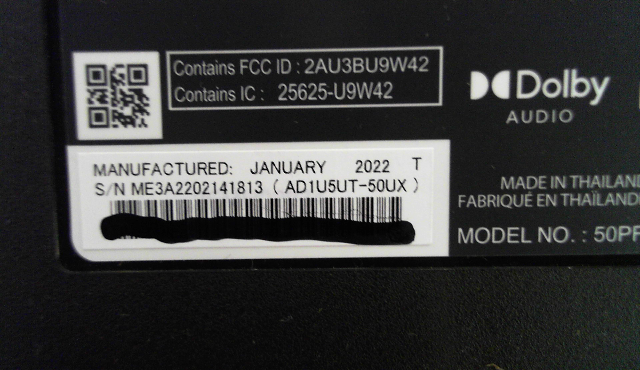 Contains FCC ID : 2AU3BU9W42
Contains IC : 25625-U9W42
Dolby
AUDIO
MANUFACTURED: JANUARY 2022 T
S/N ME3A2202141813 ( AD1U5UT-50UX )
MADE IN THAILAND
FABRIQUÉ EN THAÏLAND
MODEL NO. : 50PF